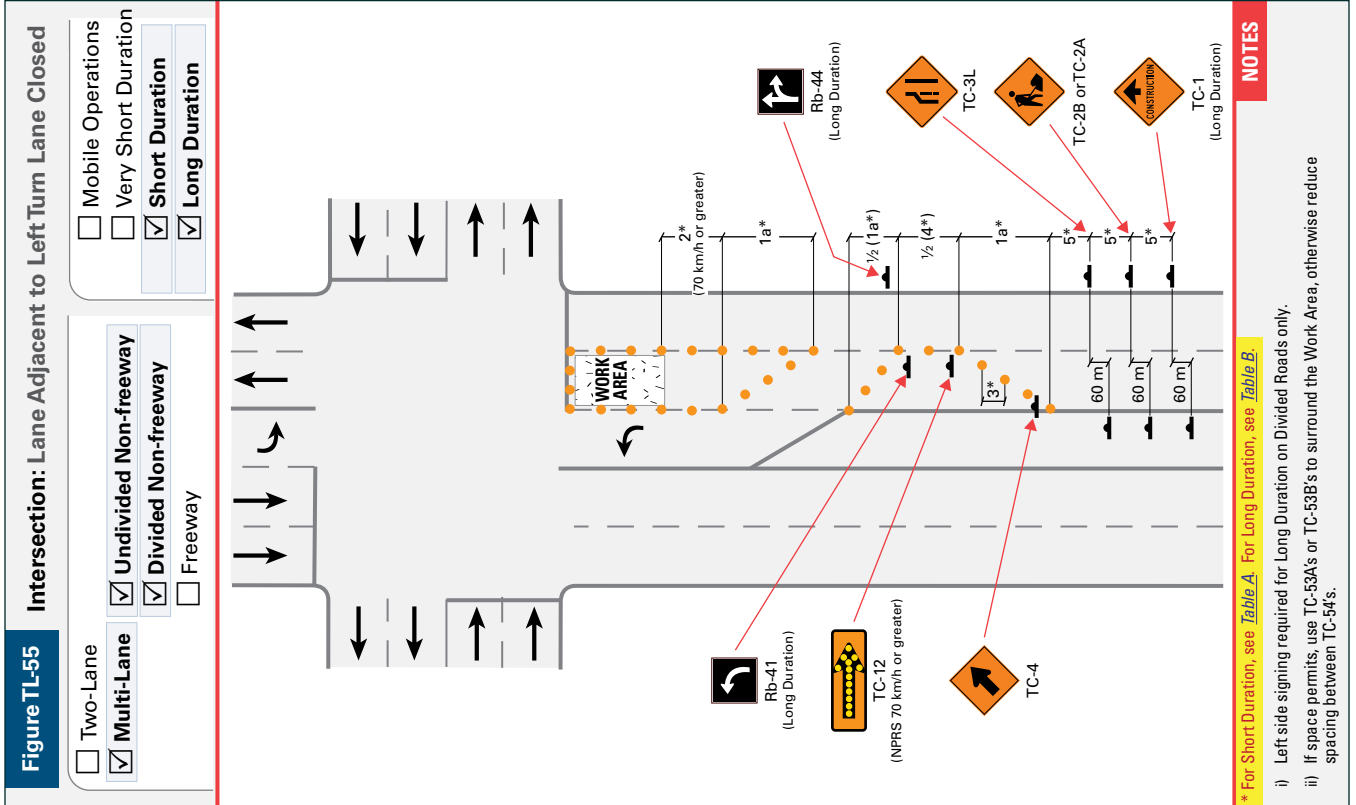 Figure TL-55
Intersection: Lane Adjacent to Left Turn Lane Closed
Two-Lane
Multi-Lane
Undivided Non-freeway
Divided Non-freeway
Freeway
Mobile Operations
Very Short Duration
Short Duration
Long Duration
WORK
AREA
2*
(70 km/h or greater)
1a*
½ (1a*)
½ (4*)
1a*
3*
5*
5*
5*
60 m
60 m
60 m
Rb-41
(Long Duration)
TC-12
(NPRS 70 km/h or greater)
TC-4
Rb-44
(Long Duration)
TC-3L
TC-2B or TC-2A
CONSTRUCTION
TC-1
(Long Duration)
NOTES
* For Short Duration, see Table A. For Long Duration, see Table B.
i) Left side signing required for Long Duration on Divided Roads only.
ii) If space permits, use TC-53A's or TC-53B's to surround the Work Area, otherwise reduce
spacing between TC-54's.